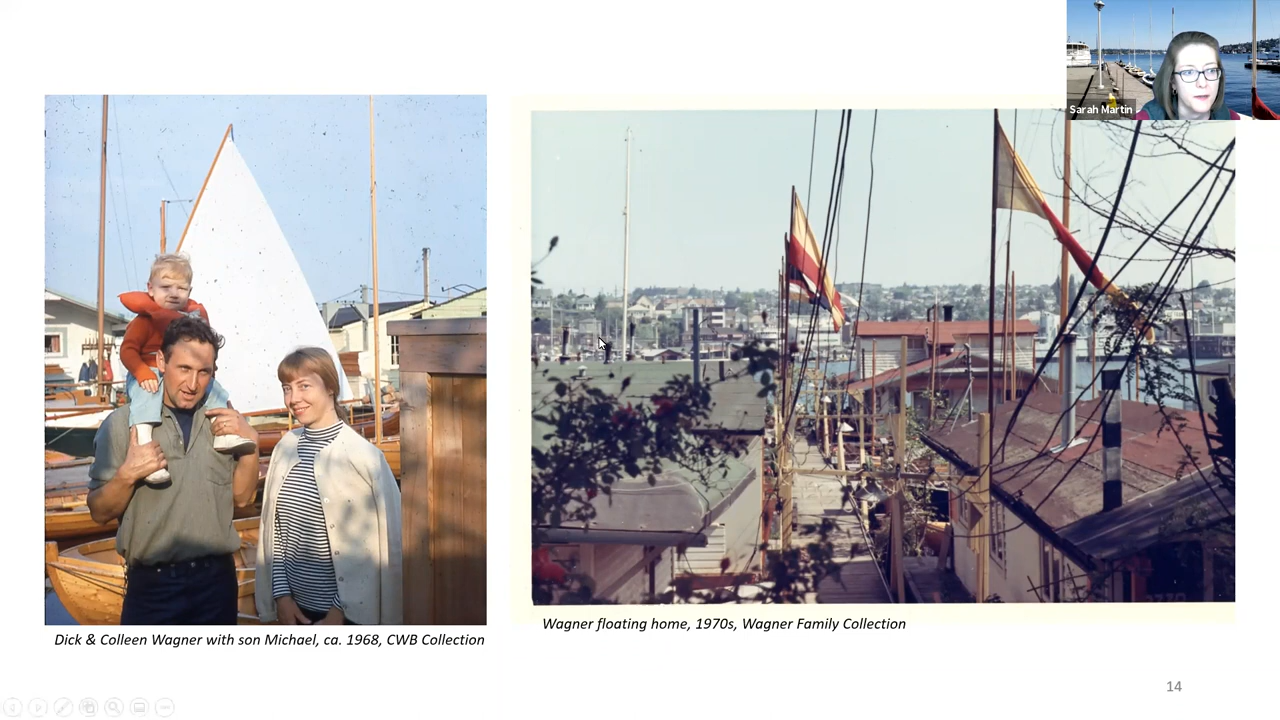 Sarah Martin
Dick & Colleen Wagner with son Michael, ca. 1968, CWB Collection
Wagner floating home, 1970s, Wagner Family Collection
14